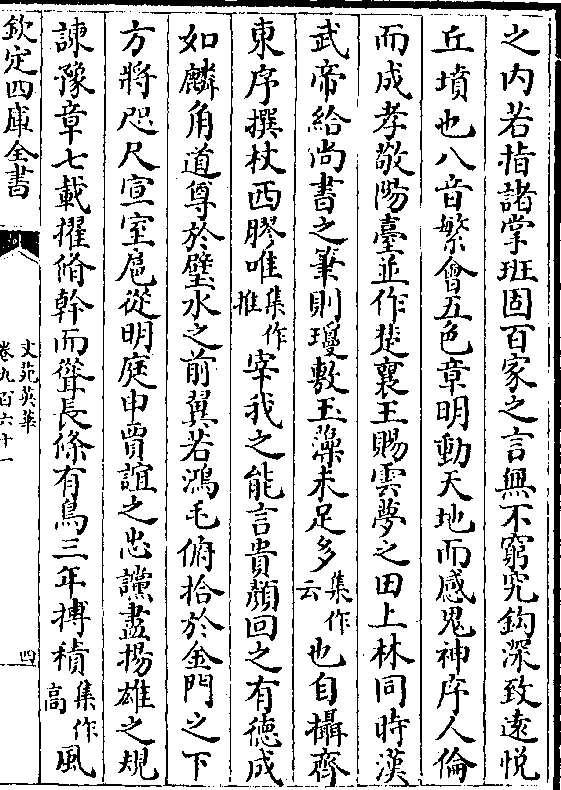 之内若指諸掌班固百家之言無不窮究鈎深致逺悦
丘墳也八音繁會五色章明動天地而感鬼神序人倫
而成孝敬陽臺並作楚襄王賜雲夢之田上林同時漢
武帝給尚書之筆則瓊敷玉藻未足多集作云也自攝齊
東序撰杖西膠唯集作推宰我之能言貴顔回之有德成
如麟角道尊於璧水之前翼若鴻毛俯拾於金門之下
方將咫尺宣室扈從明庭申賈誼之忠讜盡揚雄之規
諫豫章七載擢脩幹而聳長條有鳥三年摶積集作高風
欽定四庫全書
文苑英華
卷九百六十一
四